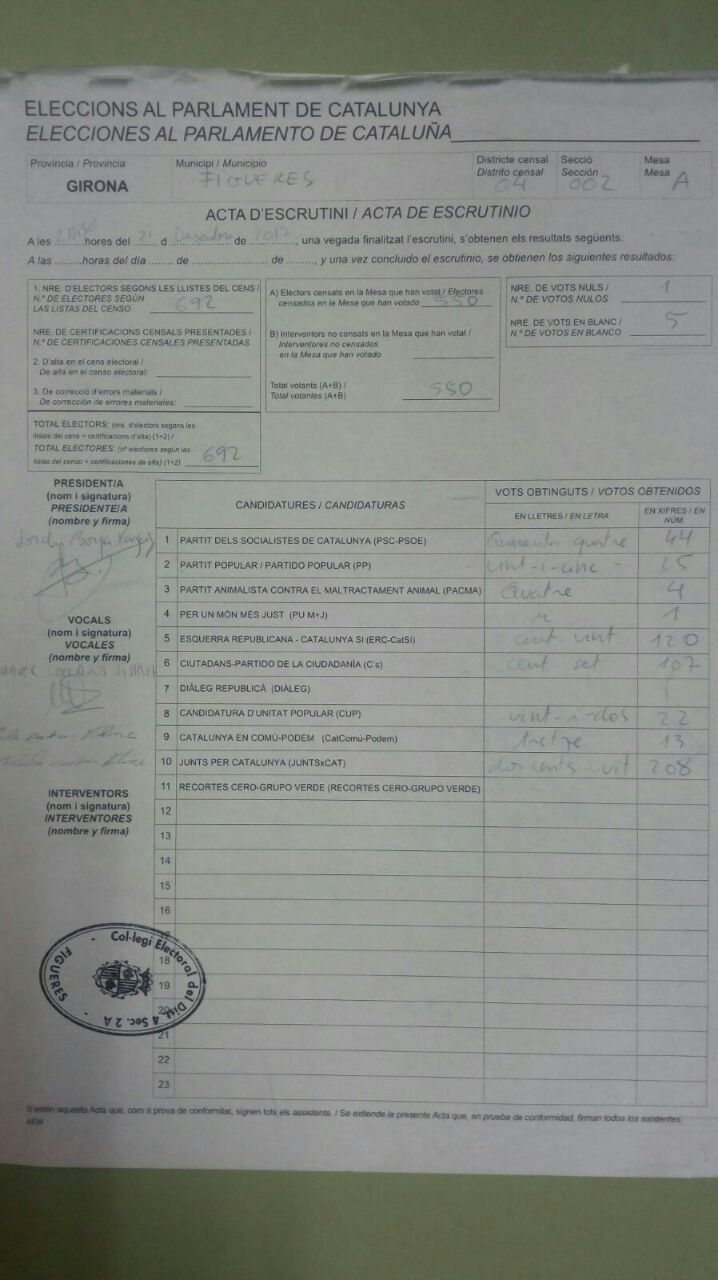 ELECCIONS AL PARLAMENT DE CATALUNYA
ELECCIONES AL PARLAMENTO DE CATALUÑA
Provincia / Provincia
GIRONA
Municipi / Municipio
FIGUERES
Districte censal
Distrito censal
04
Secció
Sección
002
Mesa
Mesa
A
ACTA D'ESCRUTINI / ACTA DE ESCRUTINIO
A les hores del 21 d Desembre de 2017, una vegada finalitzat l'escrutini, s'obtenen els resultats següents:
A las ........horas del día ....... de ..................... de ......., y una vez concluido el escrutinio, se obtienen los siguientes resultados:
1. NRE. D'ELECTORS SEGONS LES LLISTES DEL CENS /
N.º DE ELECTORES SEGÚN
LAS LISTAS DEL CENSO 692
NRE. DE CERTIFICACIONS CENSALS PRESENTADES /
N.º DE CERTIFICACIONES CENSALES PRESENTADAS
2. D'alta en el cens electoral /
De alta en el censo electoral:
3. De correcció d'errors materials /
De corrección de errores materiales:
TOTAL ELECTORS: (nre. d'electors segons les
llistes del cens + certificacions d'alta) (1+2) /
TOTAL ELECTORES: (nº electores según las
listas del censo + certificaciones de alta) (1+2) 692
A) Electors censats en la Mesa que han votat / Electores
censados en la Mesa que han votado 550
B) Interventors no censats en la Mesa que han votat /
Interventores no censados
en la Mesa que han votado
Total votants (A+B) /
Total votantes (A+B) 550
NRE. DE VOTS NULS /
N.º DE VOTOS NULOS 1
NRE. DE VOTS EN BLANC /
N.º DE VOTOS EN BLANCO 5
PRESIDENT/A
(nom i signatura)
PRESIDENTE/A
(nombre y firma)
VOCALS
(nom i signatura)
VOCALES
(nombre y firma)
INTERVENTORS
(nom i signatura)
INTERVENTORES
(nombre y firma)
CANDIDATURES / CANDIDATURAS
VOTS OBTINGUTS / VOTOS OBTENIDOS
EN LLETRES / EN LETRA
EN XIFRES / EN NÚM.
1 PARTIT DELS SOCIALISTES DE CATALUNYA (PSC-PSOE) quatre 44
2 PARTIT POPULAR / PARTIDO POPULAR (PP) vint-i-cinc 25
3 PARTIT ANIMALISTA CONTRA EL MALTRACTAMENT ANIMAL (PACMA) Quatre 4
4 PER UN MÓN MÉS JUST (PU M+J) 1
5 ESQUERRA REPUBLICANA - CATALUNYA SÍ (ERC-CatSí) cent vint 120
6 CIUTADANS-PARTIDO DE LA CIUDADANÍA (C's) cent set 107
7 DIÀLEG REPUBLICÀ (DIÀLEG)
8 CANDIDATURA D'UNITAT POPULAR (CUP) vint-i-dos 22
9 CATALUNYA EN COMÚ-PODEM (CatComú-Podem) tretze 13
10 JUNTS PER CATALUNYA (JUNTSxCAT) dos cents vuit 208
11 RECORTES CERO-GRUPO VERDE (RECORTES CERO-GRUPO VERDE)
12
13
14
15
16
18
19
20
21
22
23
Col·legi Electoral del Dist. 4 Sec. 2 A - FIGUERES -
S'estén aquesta Acta que, com a prova de conformitat, signen tots els assistents. / Se extiende la presente Acta que, en prueba de conformidad, firman todos los asistentes.
AEM